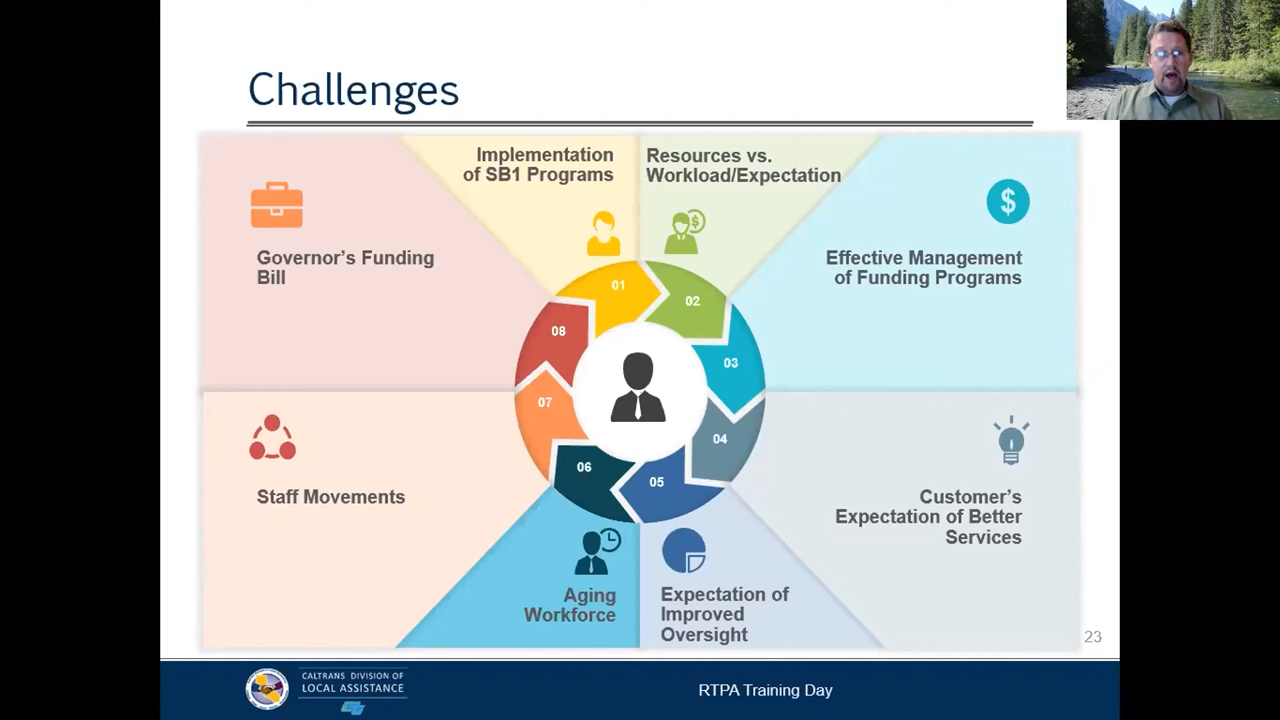 Challenges
Implementation
of SB1 Programs
Resources vs.
Workload/Expectation
Governor's Funding
Bill
Effective Management
of Funding Programs
01
02
03
04
05
06
07
08
Staff Movements
Customer's
Expectation of Better
Services
Aging
Workforce
Expectation of
Improved
Oversight
23
CALTRANS DIVISION OF
LOCAL ASSISTANCE
RTPA Training Day